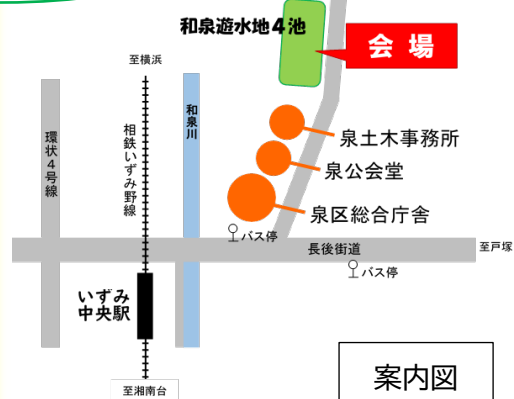 和泉遊水地4池
会場
至横浜
和泉川
環状4号線
相鉄いずみ野線
泉土木事務所
泉公会堂
泉区総合庁舎
バス停
長後街道
至戸塚
バス停
いずみ
中央駅
至湘南台
案内図